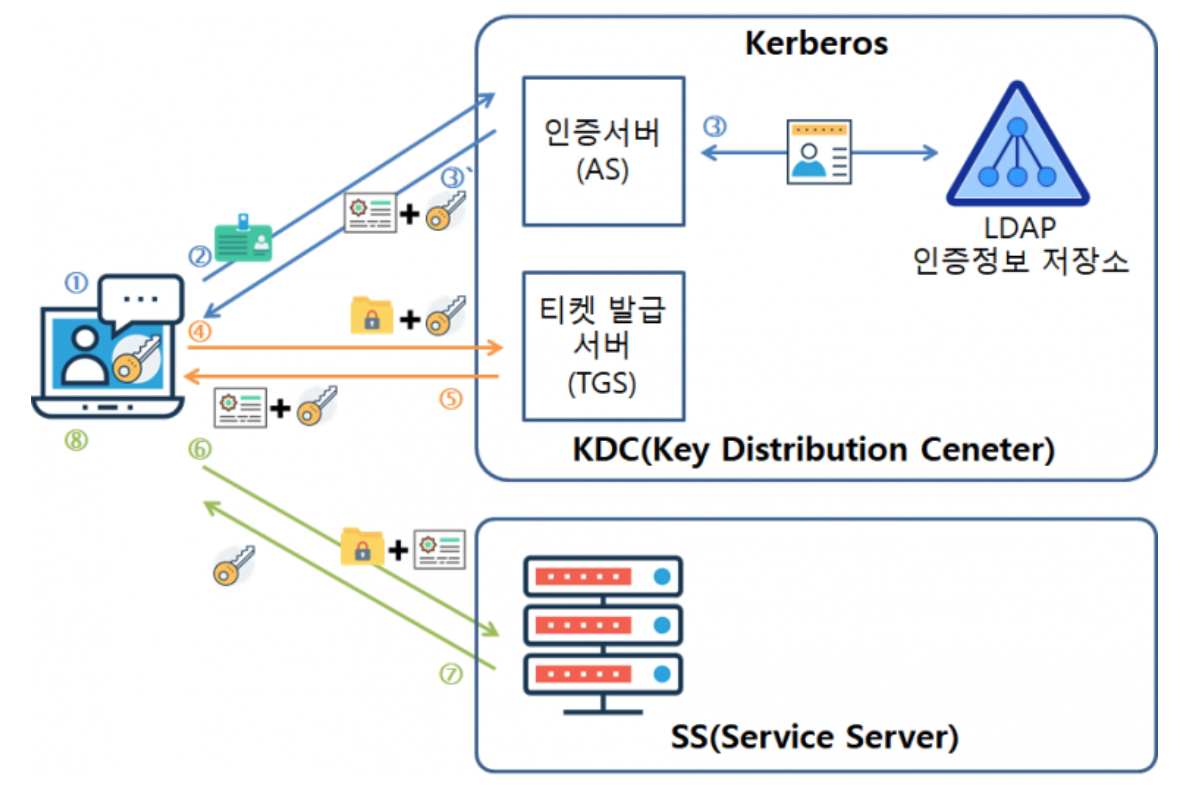 Kerberos
인증서버
(AS)
③
LDAP
인증정보 저장소
③`
②
①
④
티켓 발급
서버
(TGS)
⑤
KDC(Key Distribution Ceneter)
⑧
⑥
⑦
SS(Service Server)